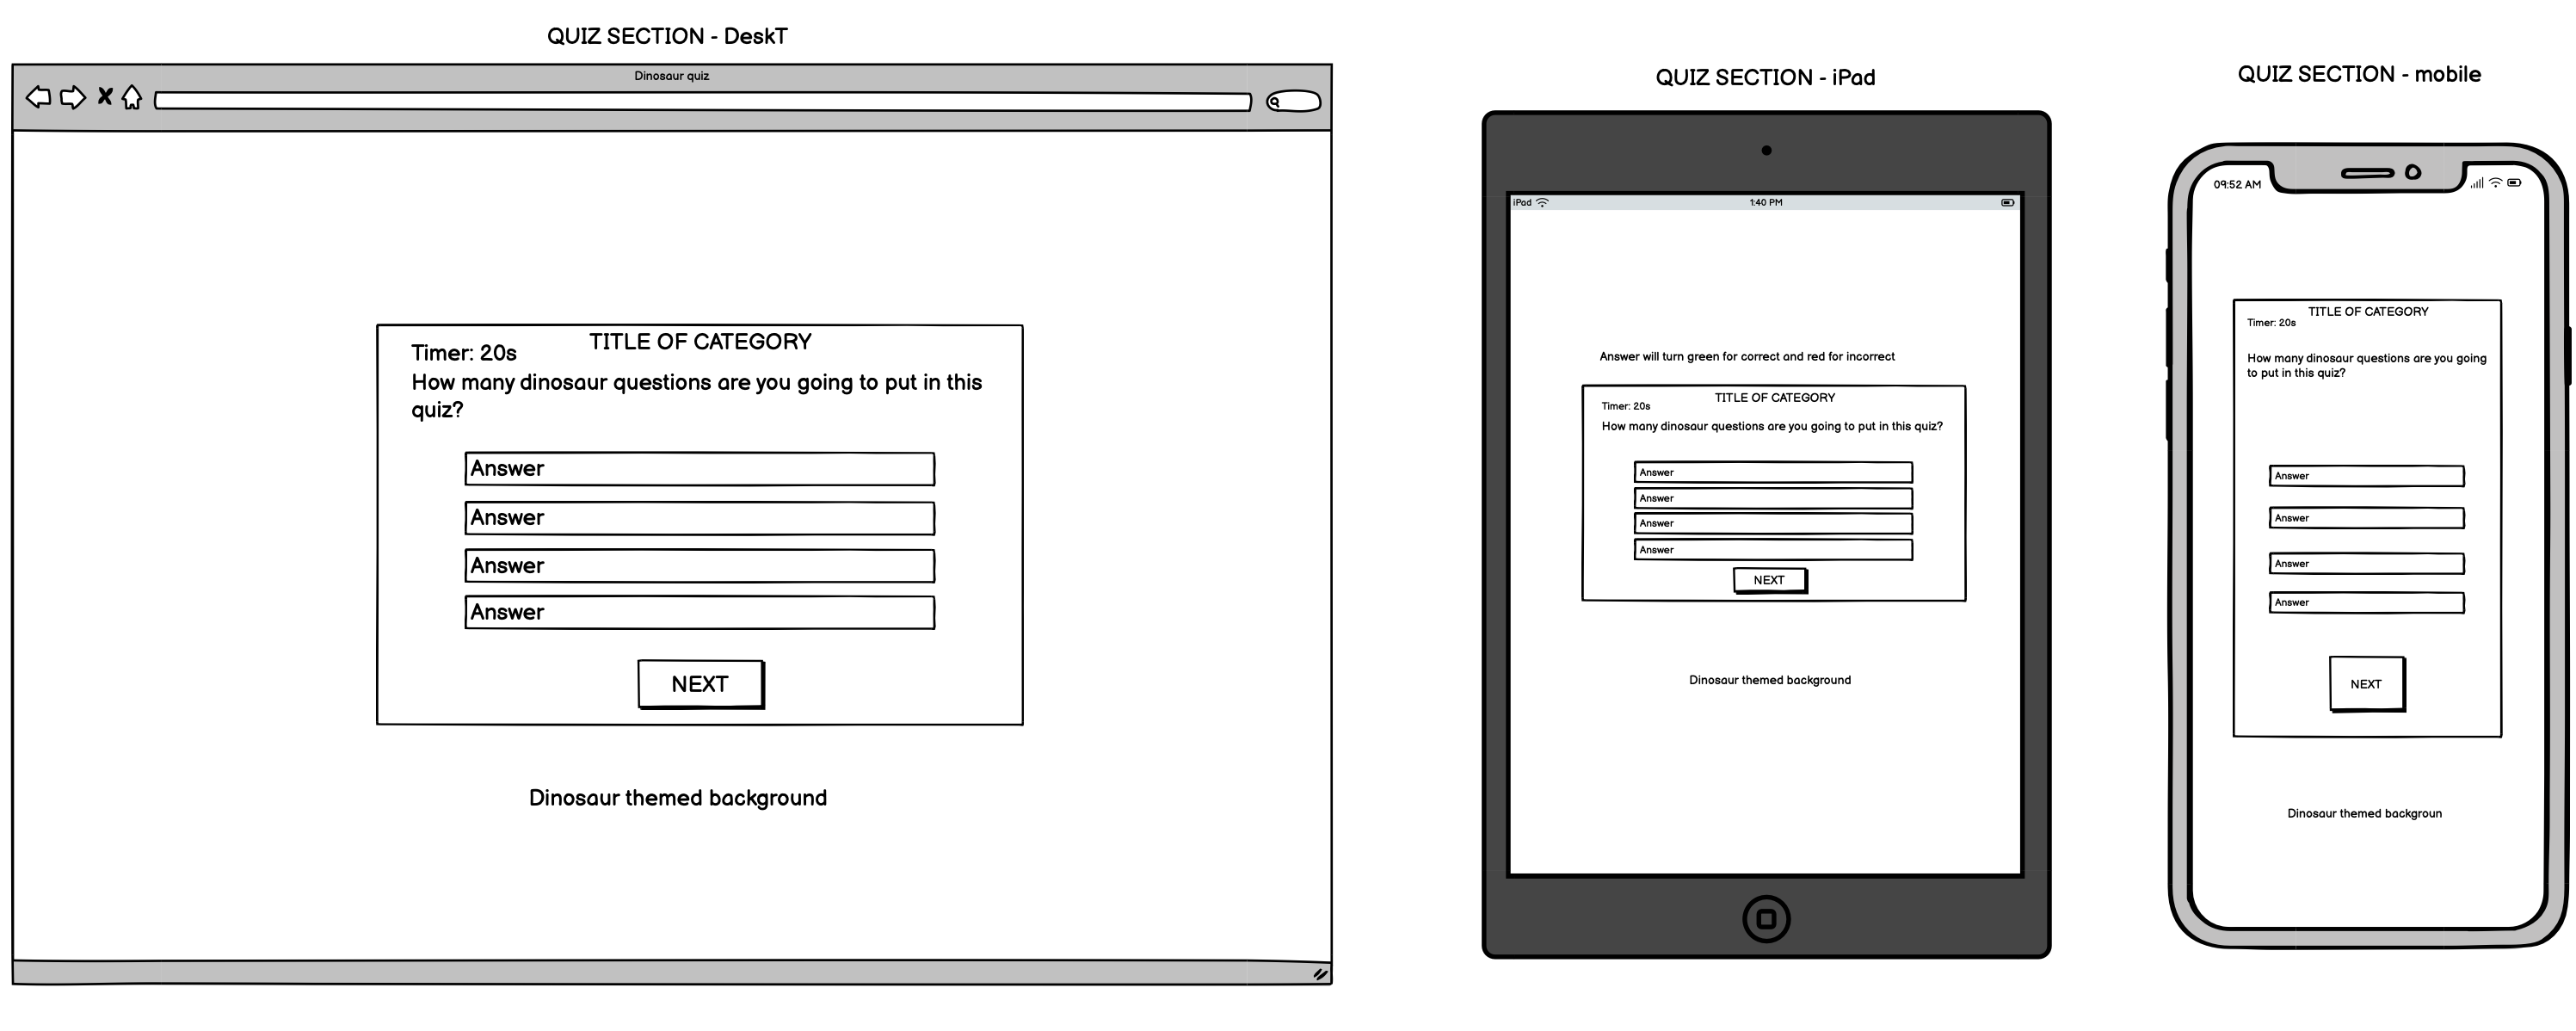 QUIZ SECTION - DeskT
Dinosaur quiz
TITLE OF CATEGORY
Timer: 20s
How many dinosaur questions are you going to put in this
quiz?
Answer
Answer
Answer
Answer
NEXT
Dinosaur themed background
QUIZ SECTION - iPad
iPad
1:40 PM
Answer will turn green for correct and red for incorrect
TITLE OF CATEGORY
Timer: 20s
How many dinosaur questions are you going to put in this quiz?
Answer
Answer
Answer
Answer
NEXT
Dinosaur themed background
QUIZ SECTION - mobile
09:52 AM
TITLE OF CATEGORY
Timer: 20s
How many dinosaur questions are you going
to put in this quiz?
Answer
Answer
Answer
Answer
NEXT
Dinosaur themed backgroun